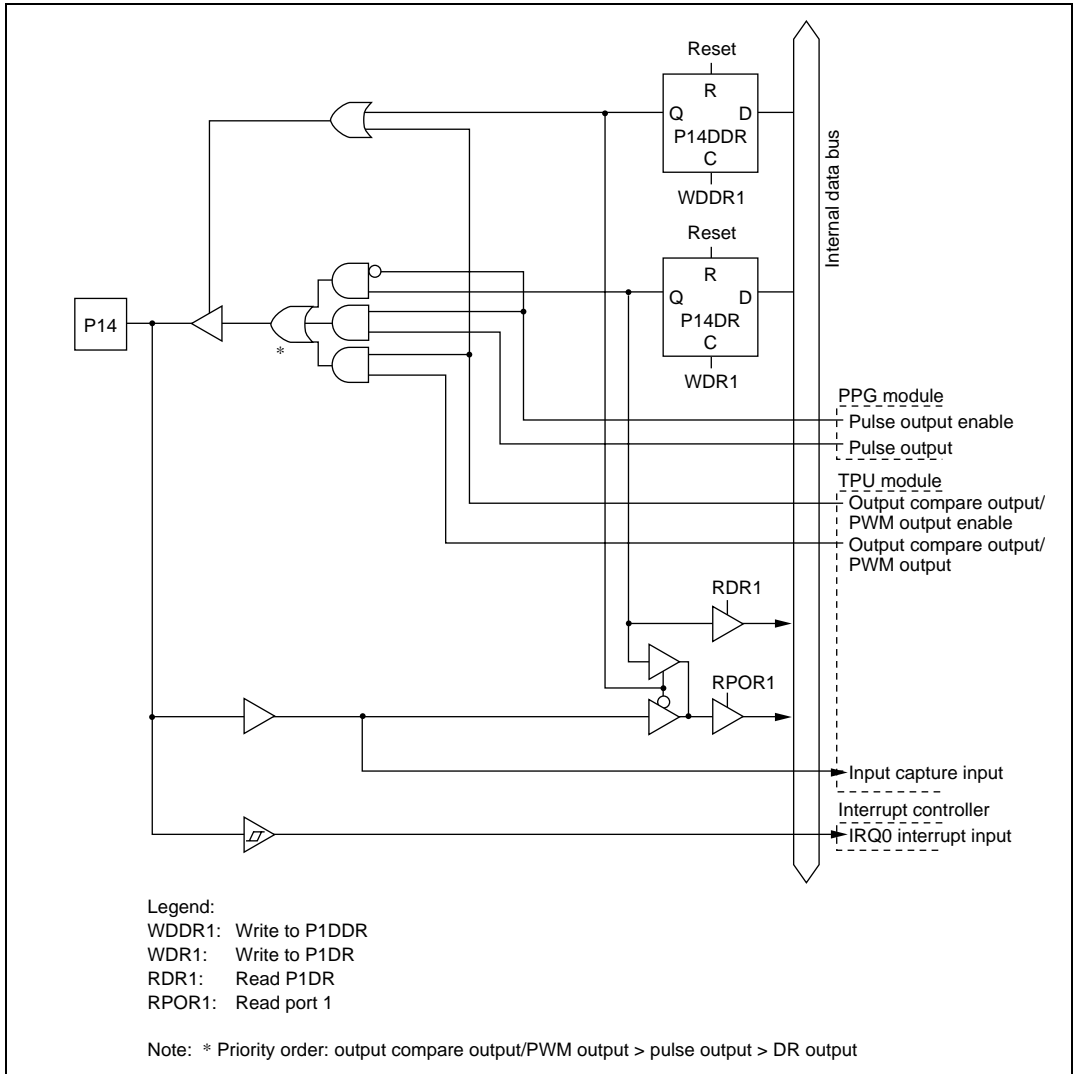 Reset
R
Q D
P14DDR
C
WDDR1
Internal data bus
Reset
R
Q D
P14DR
C
WDR1
P14
*
PPG module
Pulse output enable
Pulse output
TPU module
Output compare output/
PWM output enable
Output compare output/
PWM output
RDR1
RPOR1
Input capture input
Interrupt controller
IRQ0 interrupt input
Legend:
WDDR1: Write to P1DDR
WDR1: Write to P1DR
RDR1: Read P1DR
RPOR1: Read port 1
Note: * Priority order: output compare output/PWM output > pulse output > DR output